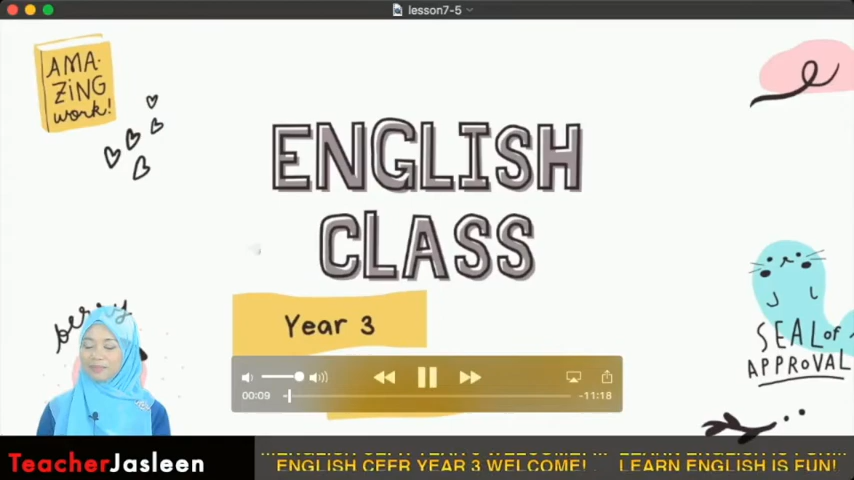 lesson7-5
AMA-
ZiNG
work!
ENGLISH
CLASS
Year 3
00:09
-11:18
SEAL of
APPROVAL
TeacherJasleen
ENGLISH CEFR YEAR 3 WELCOME!.. LEARN ENGLISH IS FUN!